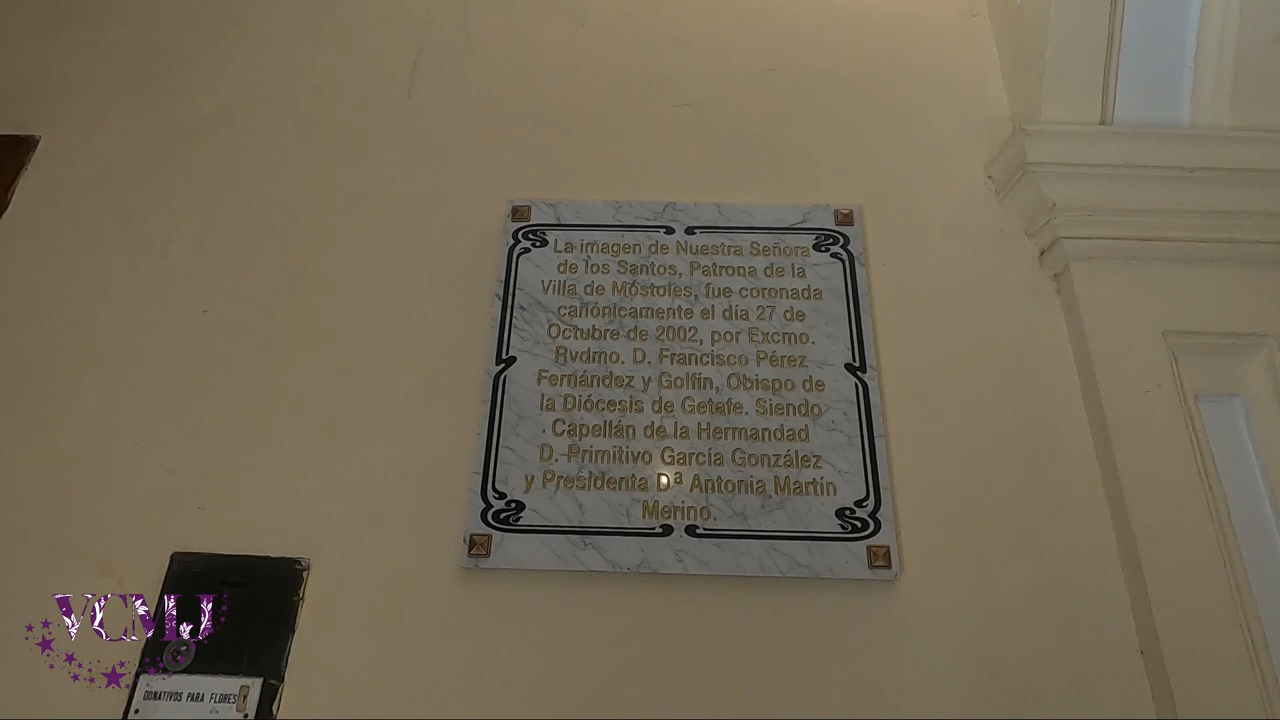 La imagen de Nuestra Señora
de los Santos, Patrona de la
Villa de Móstoles, fue coronada
canónicamente el día 27 de
Octubre de 2002, por Excmo.
Rvdmo. D. Francisco Pérez
Fernández y Golfín, Obispo de
la Diócesis de Getafe. Siendo
Capellán de la Hermandad
D. Primitivo García González
y Presidenta Dª Antonia Martín
Merino.
VCMJ
DONATIVOS PARA FLORES Y